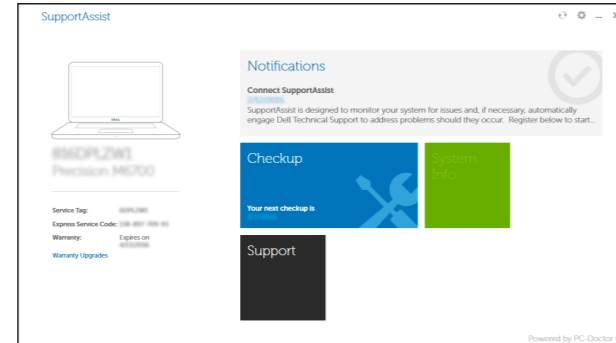 SupportAssist
Notifications
Connect SupportAssist
SupportAssist is designed to monitor your system for issues and, if necessary, automatically
engage Dell Technical Support to address problems should they occur. Register below to start...
DELL
Precision M6700
Checkup
Your next checkup is
System
Info
Service Tag:
Express Service Code:
Warranty: Expires on
Warranty Upgrades
Support
Powered by PC-Doctor